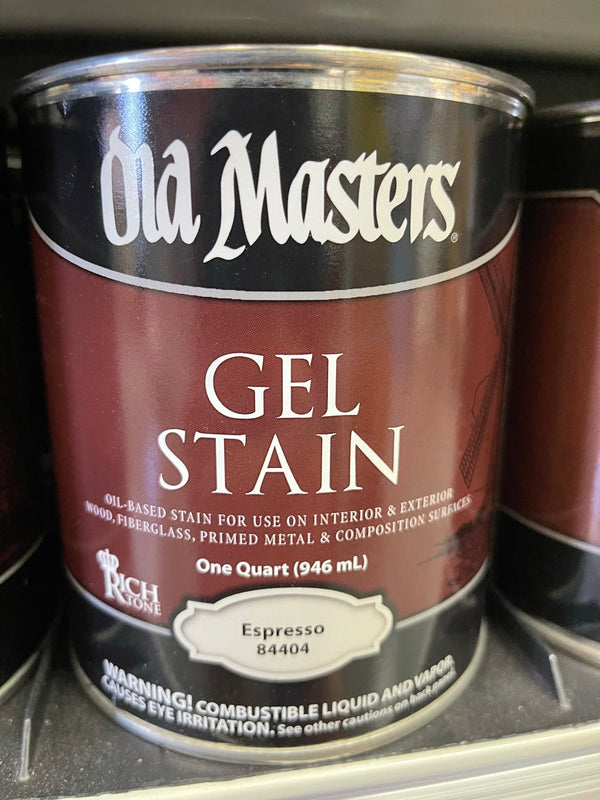 Old Masters®
GEL
STAIN
OIL-BASED STAIN FOR USE ON INTERIOR & EXTERIOR
WOOD, FIBERGLASS, PRIMED METAL & COMPOSITION SURFACES
One Quart (946 mL)
RICH
TONE
Espresso
84404
WARNING! COMBUSTIBLE LIQUID AND VAPOR.
CAUSES EYE IRRITATION. See other cautions on back panel.